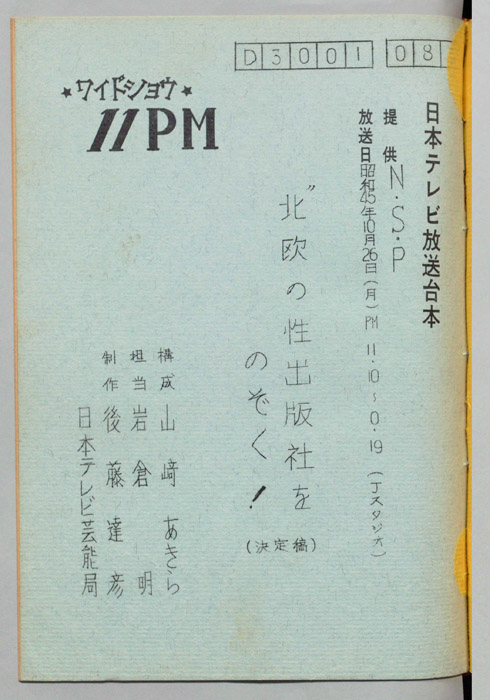 D3001 08
★ワイドショウ★
11PM
日本テレビ放送台本
提供 N・S・P
放送日 昭和45年10月26日(月) PM 11.10〜0.19 (Jスタジオ)
"北欧の性出版社を
のぞく!
(決定稿)
構成 山崎あきら
担当 岩倉明
制作 後藤達彦
日本テレビ芸能局